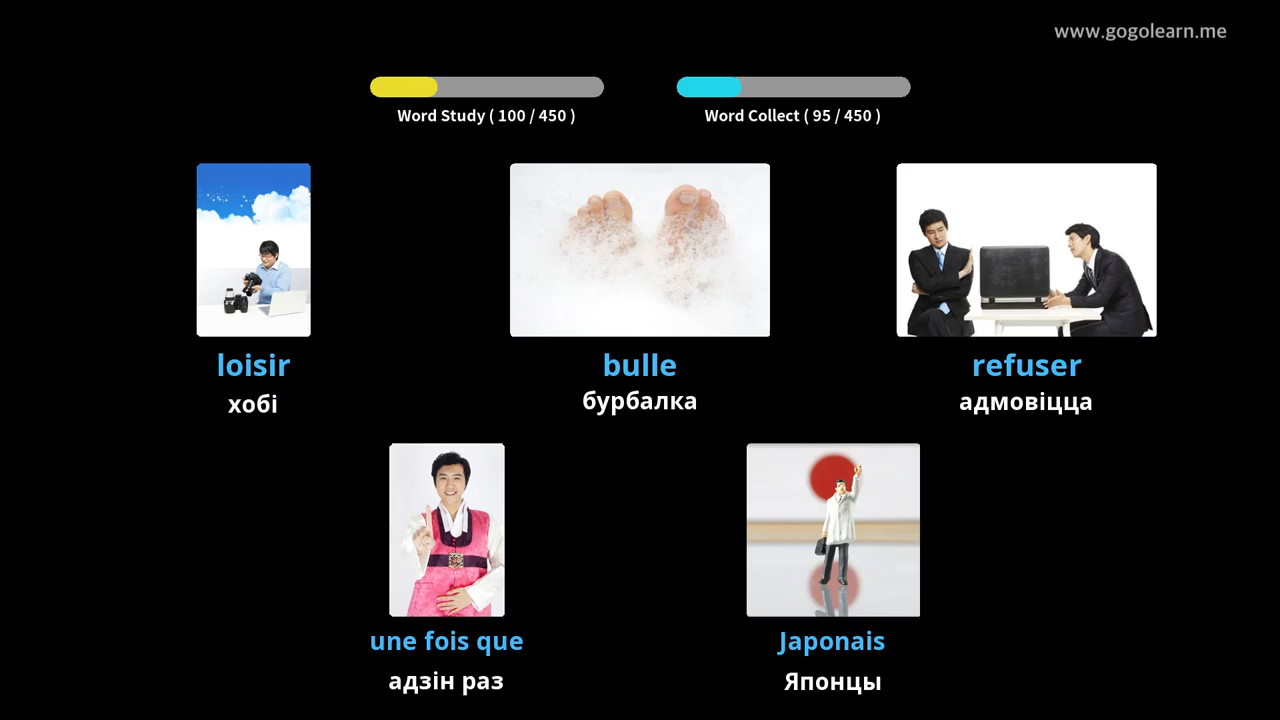 www.gogolearn.me
Word Study ( 100 / 450 )
Word Collect ( 95 / 450 )
loisir
хобі
bulle
бурбалка
refuser
адмовіцца
une fois que
адзін раз
Japonais
Японцы